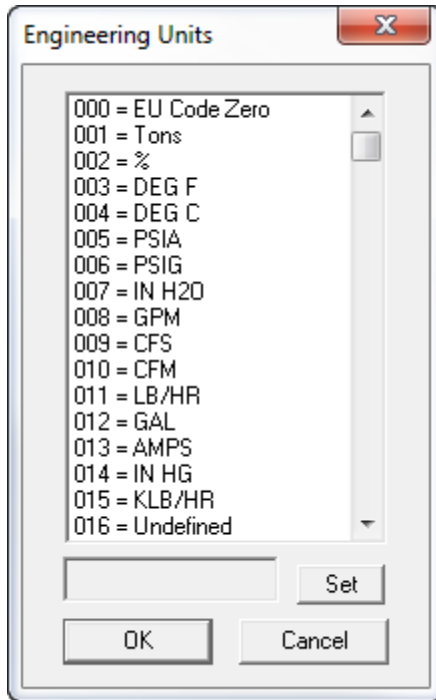 Engineering Units
000 = EU Code Zero
001 = Tons
002 = %
003 = DEG F
004 = DEG C
005 = PSIA
006 = PSIG
007 = IN H2O
008 = GPM
009 = CFS
010 = CFM
011 = LB/HR
012 = GAL
013 = AMPS
014 = IN HG
015 = KLB/HR
016 = Undefined
Set
OK Cancel